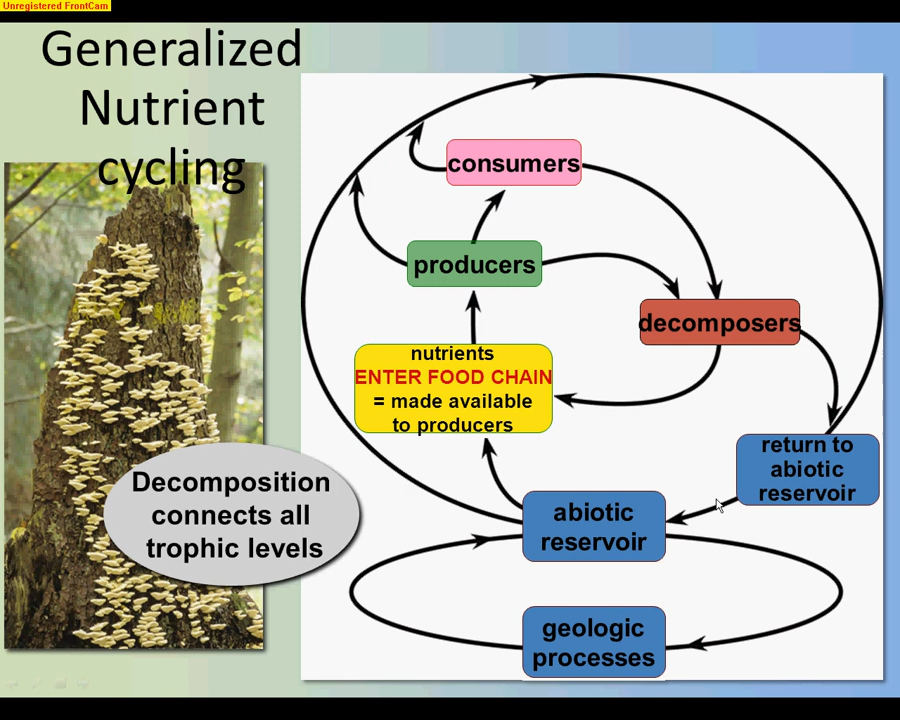 Unregistered FrontCam
Generalized
Nutrient
cycling
consumers
producers
decomposers
nutrients
ENTER FOOD CHAIN
= made available
to producers
return to
abiotic
reservoir
Decomposition
connects all
trophic levels
abiotic
reservoir
geologic
processes